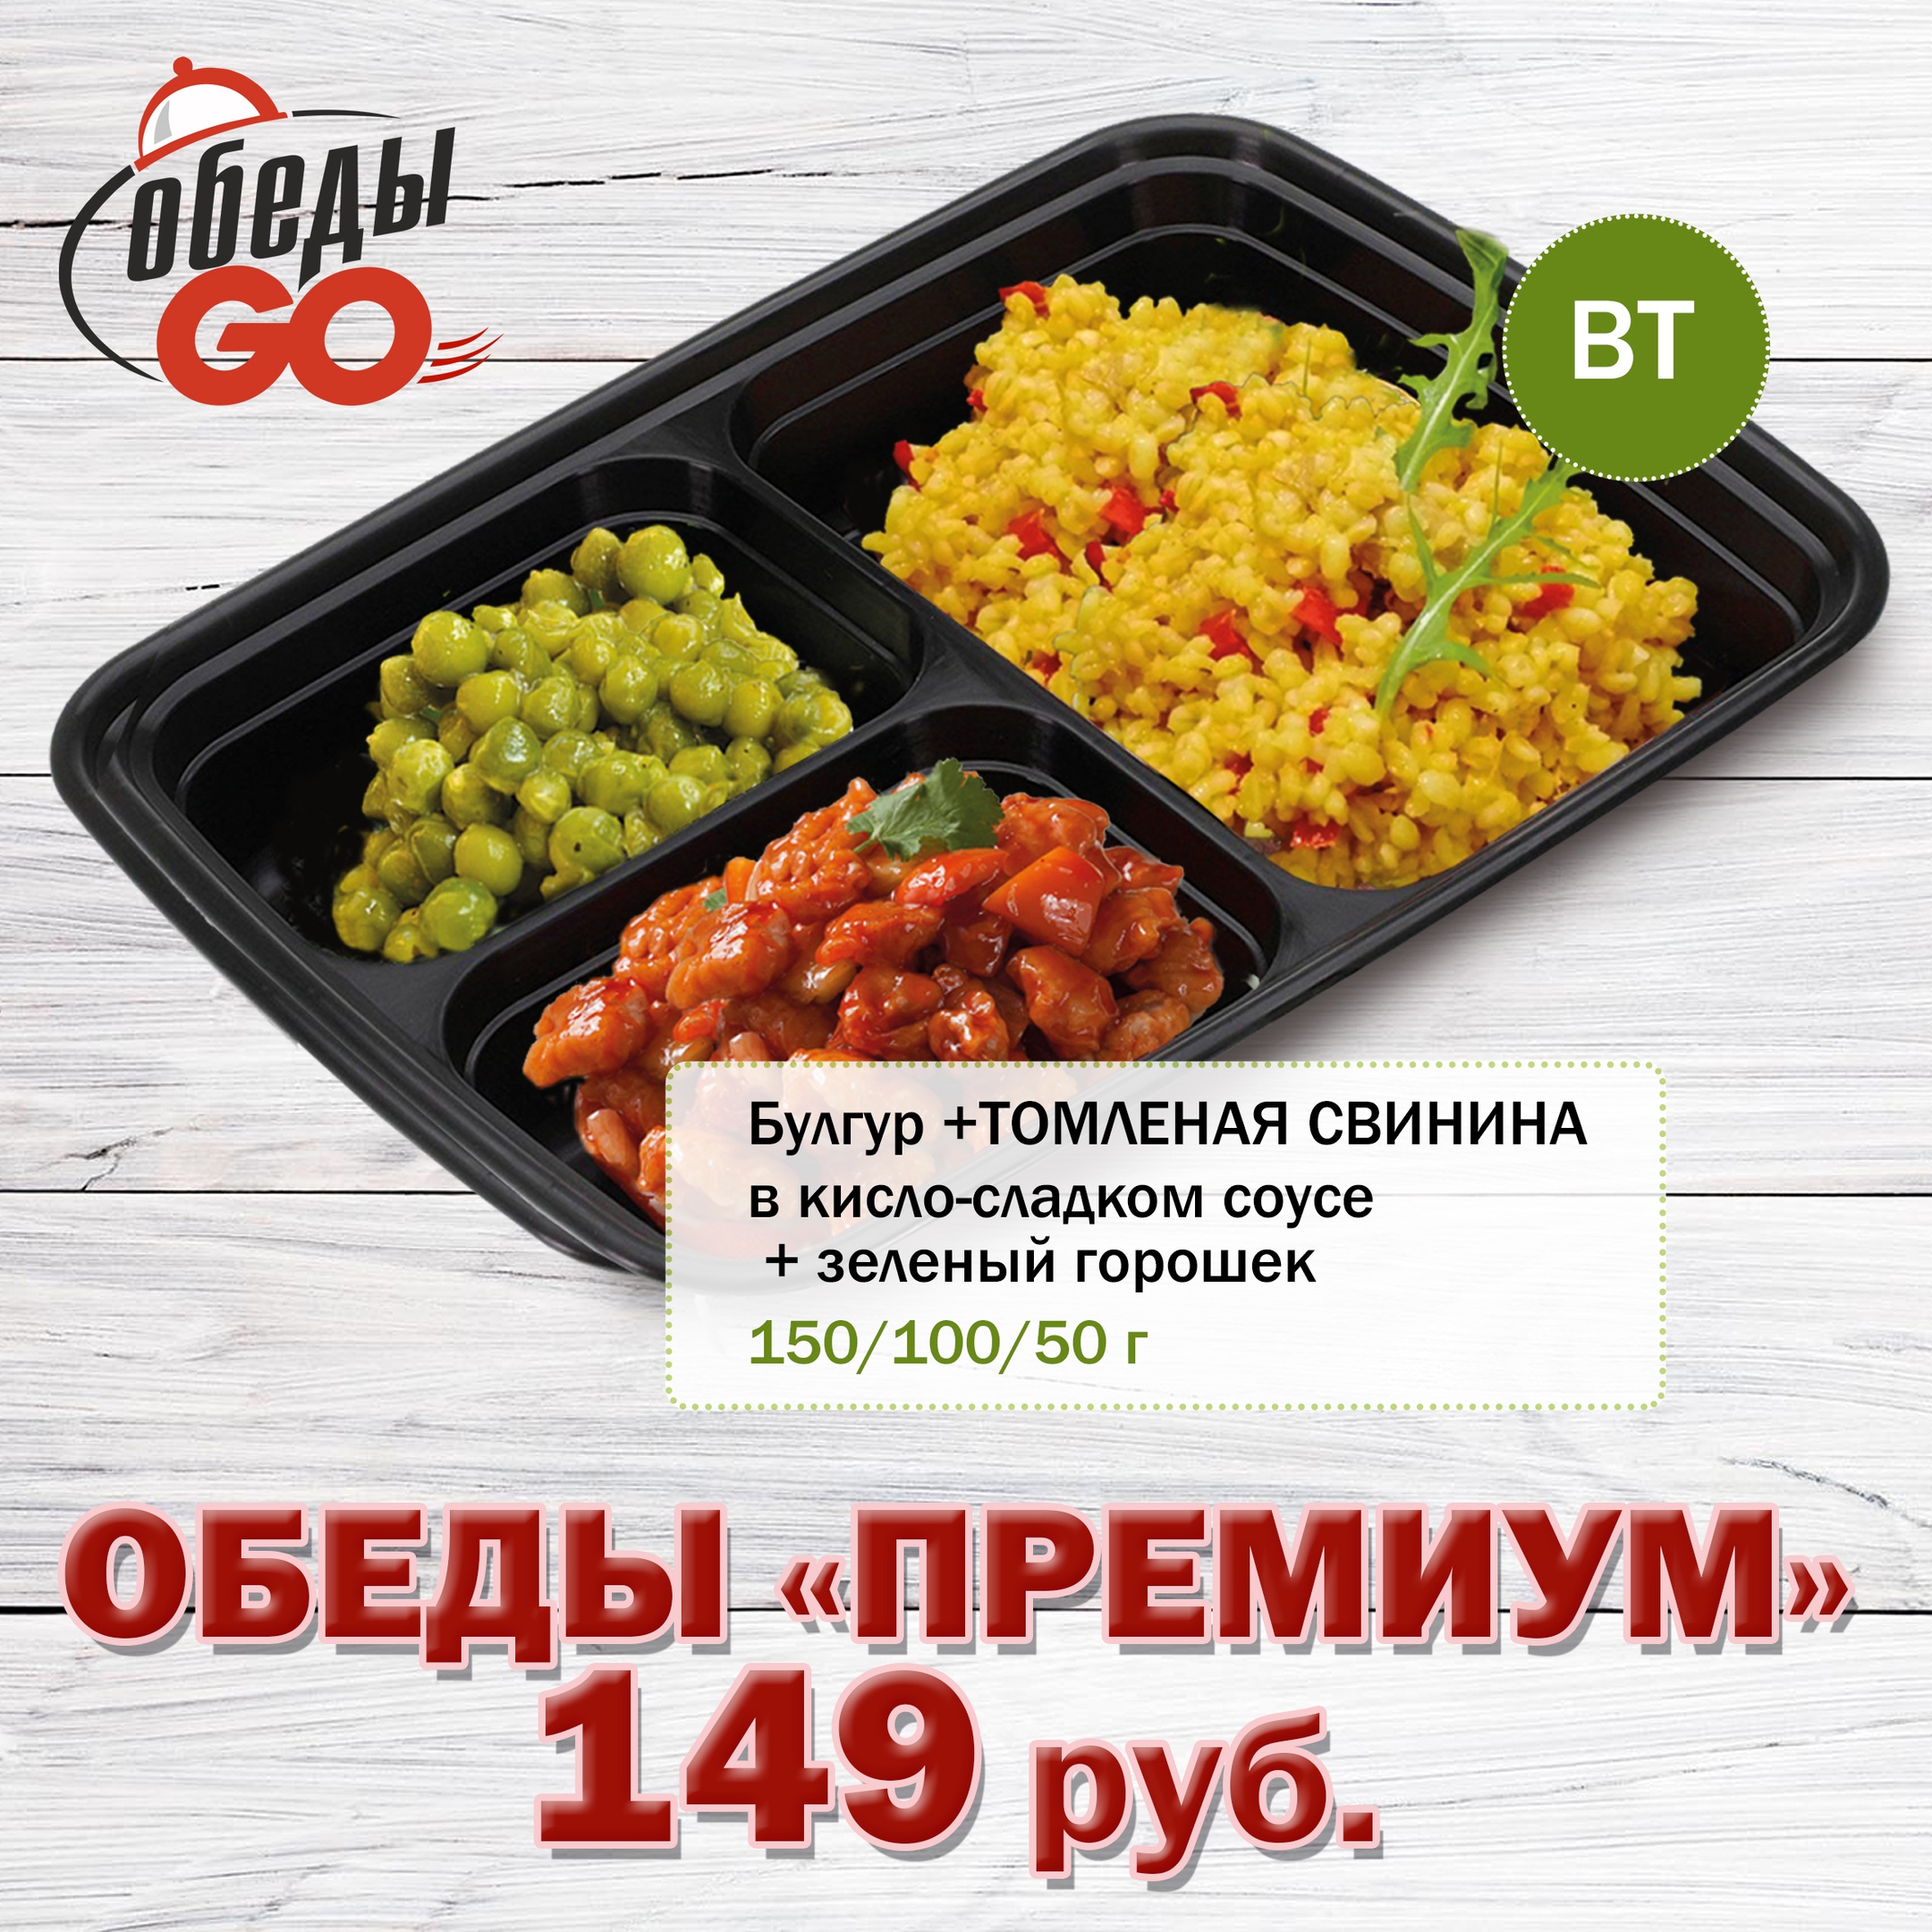 обеды
GO
ВТ
Булгур +ТОМЛЕНАЯ СВИНИНА
в кисло-сладком соусе
+ зеленый горошек
150/100/50 г
ОБЕДЫ «ПРЕМИУМ»
149 руб.